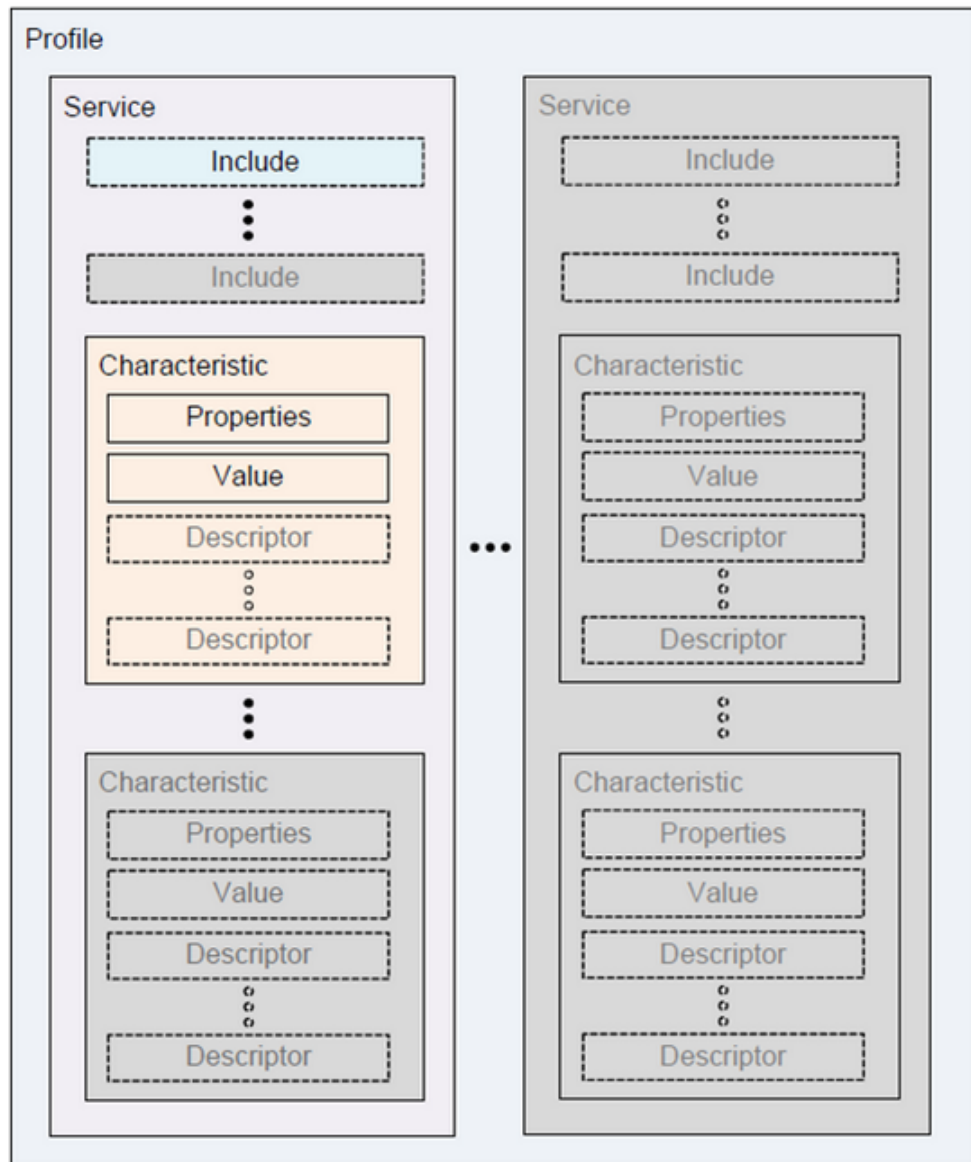 Profile
Service
Include
Include
Characteristic
Properties
Value
Descriptor
Descriptor
Characteristic
Properties
Value
Descriptor
Descriptor
Service
Include
Include
Characteristic
Properties
Value
Descriptor
Descriptor
Characteristic
Properties
Value
Descriptor
Descriptor